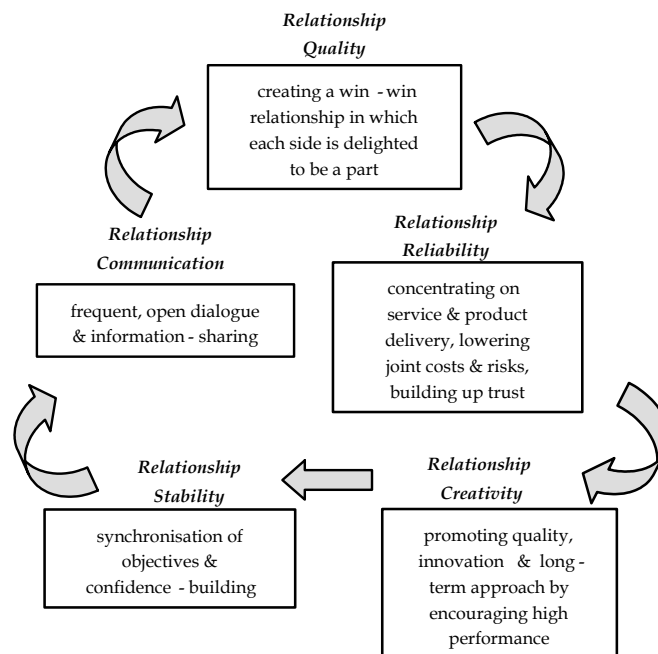 Relationship
Quality
creating a win - win
relationship in which
each side is delighted
to be a part
Relationship
Reliability
concentrating on
service & product
delivery, lowering
joint costs & risks,
building up trust
Relationship
Creativity
promoting quality,
innovation & long -
term approach by
encouraging high
performance
Relationship
Stability
synchronisation of
objectives &
confidence - building
Relationship
Communication
frequent, open dialogue
& information - sharing